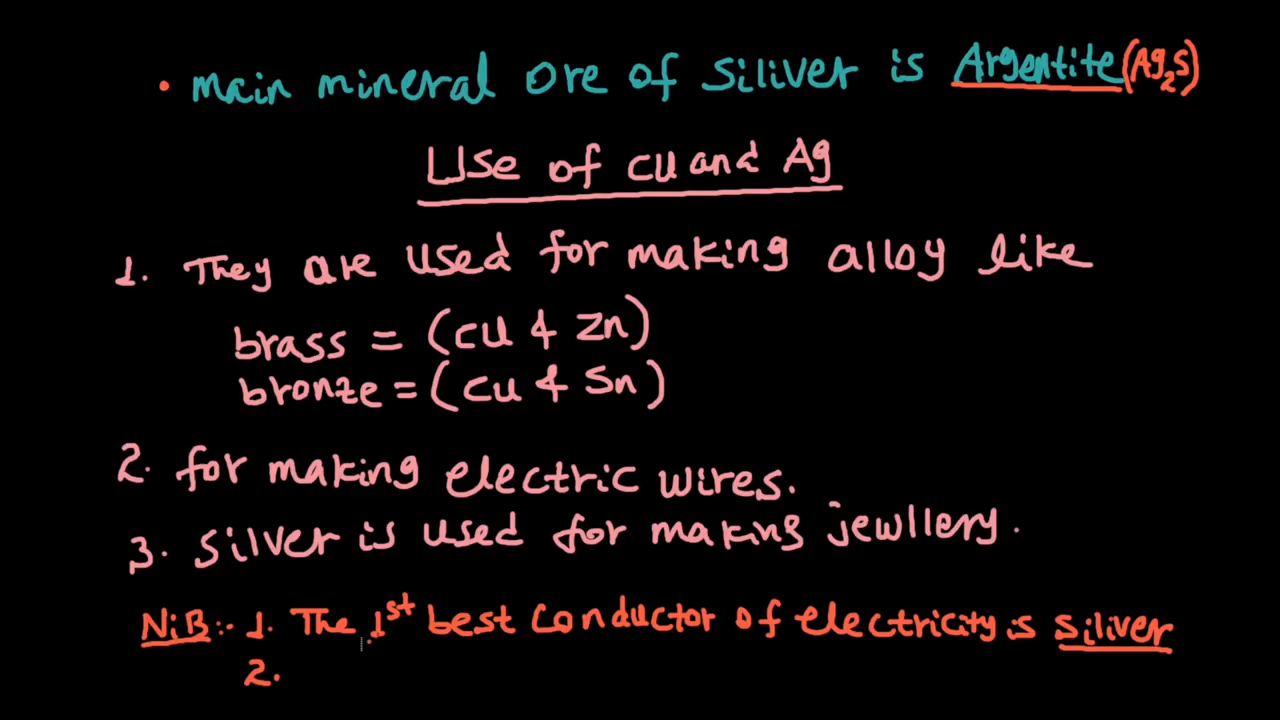 • main mineral ore of siliver is Argentite (Ag₂S)
Use of cu and Ag
1. They are used for making alloy like
brass = (cu & Zn)
bronze = (cu & Sn)
2. for making electric wires.
3. silver is used for making jewllery.
NiB:- 1. The 1st best conductor of electricity is siliver
2.